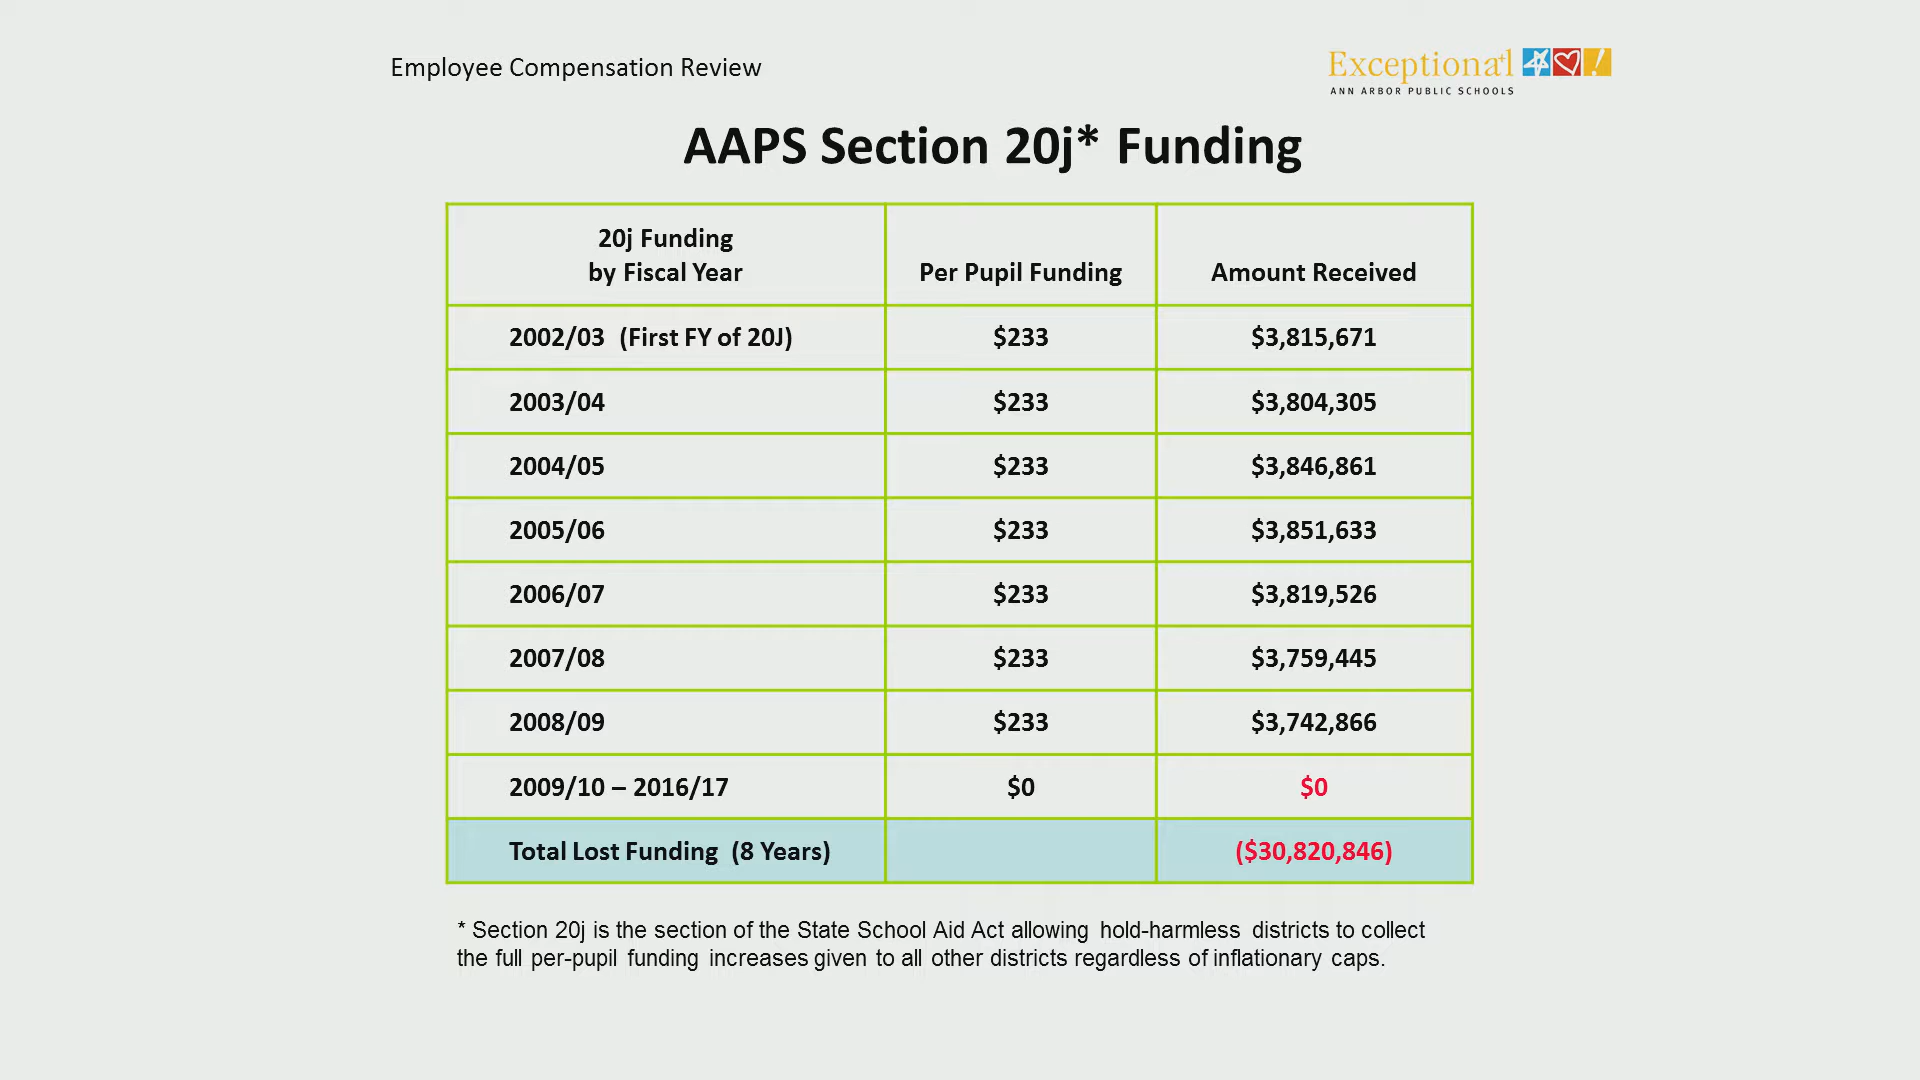 Employee Compensation Review
Exceptiona+l
ANN ARBOR PUBLIC SCHOOLS
AAPS Section 20j* Funding
20j Funding
by Fiscal Year Per Pupil Funding Amount Received
2002/03 (First FY of 20J) $233 $3,815,671
2003/04 $233 $3,804,305
2004/05 $233 $3,846,861
2005/06 $233 $3,851,633
2006/07 $233 $3,819,526
2007/08 $233 $3,759,445
2008/09 $233 $3,742,866
2009/10 – 2016/17 $0 $0
Total Lost Funding (8 Years) ($30,820,846)
* Section 20j is the section of the State School Aid Act allowing hold-harmless districts to collect
the full per-pupil funding increases given to all other districts regardless of inflationary caps.